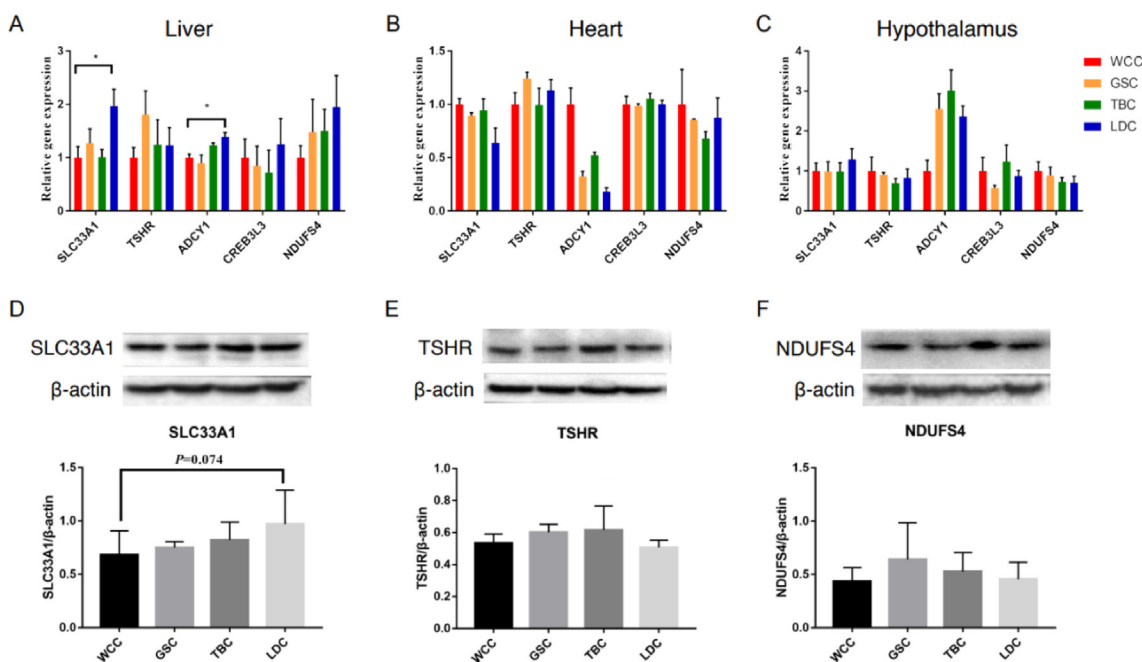 A Liver
Relative gene expression
3
2
1
0
* *
SLC33A1 TSHR ADCY1 CREB3L3 NDUFS4
B Heart
Relative gene expression
1.5
1.0
0.5
0.0
SLC33A1 TSHR ADCY1 CREB3L3 NDUFS4
C Hypothalamus
Relative gene expression
5
4
3
2
1
0
SLC33A1 TSHR ADCY1 CREB3L3 NDUFS4
WCC
GSC
TBC
LDC
D
SLC33A1
β-actin
SLC33A1
P=0.074
SLC33A1/β-actin
1.5
1.0
0.5
0.0
WCC GSC TBC LDC
E
TSHR
β-actin
TSHR
TSHR/β-actin
1.0
0.8
0.6
0.4
0.2
0.0
WCC GSC TBC LDC
F
NDUFS4
β-actin
NDUFS4
NDUFS4/β-actin
1.5
1.0
0.5
0.0
WCC GSC TBC LDC